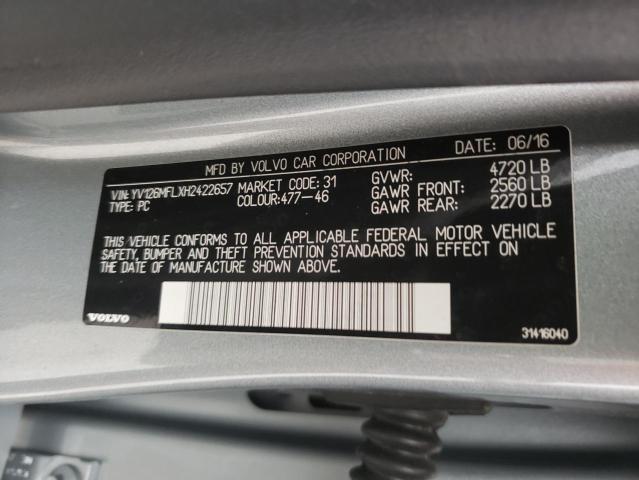 MFD BY VOLVO CAR CORPORATION DATE: 06/16
VIN: YV126MFLXH2422657 MARKET CODE: 31 GVWR: 4720 LB
TYPE: PC COLOUR:477-46 GAWR FRONT: 2560 LB
GAWR REAR: 2270 LB
THIS VEHICLE CONFORMS TO ALL APPLICABLE FEDERAL MOTOR VEHICLE
SAFETY, BUMPER AND THEFT PREVENTION STANDARDS IN EFFECT ON
THE DATE OF MANUFACTURE SHOWN ABOVE.
VOLVO 31416040